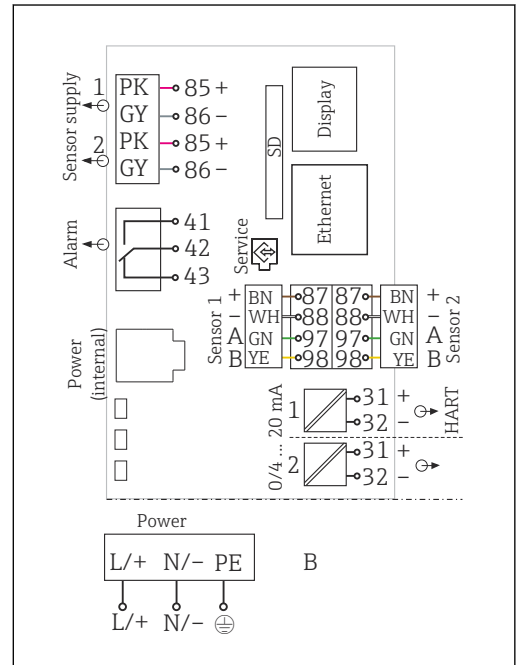 Sensor supply
1 PK 85 +
GY 86 −
2 PK 85 +
GY 86 −
Display
SD
Ethernet
Alarm
41
42
43
Service
Sensor 1
+ BN 87 87 BN +
− WH 88 88 WH −
A GN 97 97 GN A
B YE 98 98 YE B
Sensor 2
Power
(internal)
0/4 ... 20 mA
1 31 +
32 −
HART
2 31 +
32 −
Power
L/+ N/− PE
B
L/+ N/−